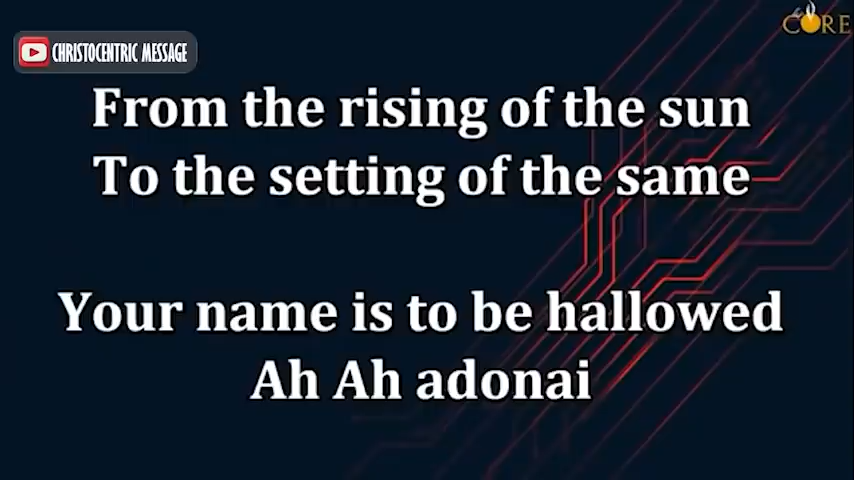 CHRISTOCENTRIC MESSAGE
CORE
From the rising of the sun
To the setting of the same
Your name is to be hallowed
Ah Ah adonai